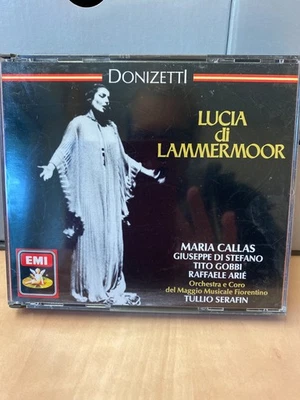 DONIZETTI
LUCIA
di
LAMMERMOOR
MARIA CALLAS
GIUSEPPE DI STEFANO
TITO GOBBI
RAFFAELE ARIÉ
Orchestra e Coro
del Maggio Musicale Fiorentino
TULLIO SERAFIN
EMI